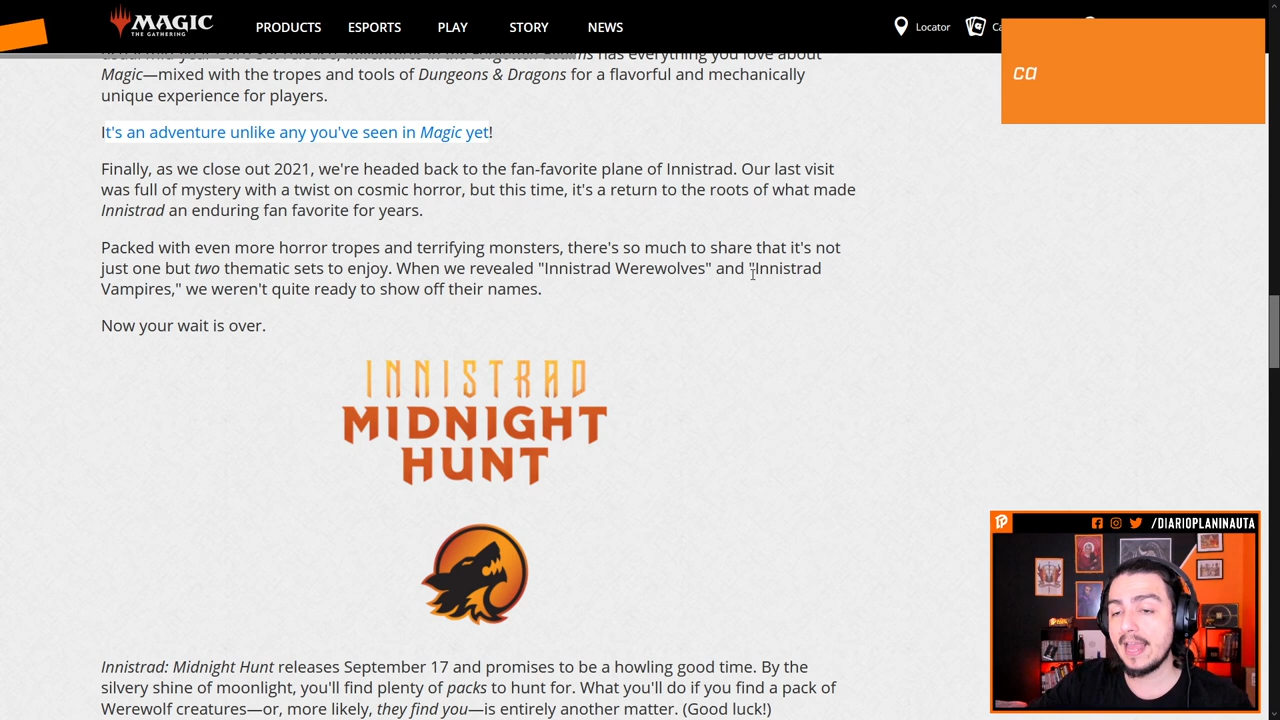 MAGIC
THE GATHERING
PRODUCTS
ESPORTS
PLAY
STORY
NEWS
Locator
Ca
ca
has everything you love about
Magic—mixed with the tropes and tools of Dungeons & Dragons for a flavorful and mechanically
unique experience for players.
It's an adventure unlike any you've seen in Magic yet!
Finally, as we close out 2021, we're headed back to the fan-favorite plane of Innistrad. Our last visit
was full of mystery with a twist on cosmic horror, but this time, it's a return to the roots of what made
Innistrad an enduring fan favorite for years.
Packed with even more horror tropes and terrifying monsters, there's so much to share that it's not
just one but two thematic sets to enjoy. When we revealed "Innistrad Werewolves" and "Innistrad
Vampires," we weren't quite ready to show off their names.
Now your wait is over.
INNISTRAD
MIDNIGHT
HUNT
/DIARIOPLANINAUTA
Innistrad: Midnight Hunt releases September 17 and promises to be a howling good time. By the
silvery shine of moonlight, you'll find plenty of packs to hunt for. What you'll do if you find a pack of
Werewolf creatures—or, more likely, they find you—is entirely another matter. (Good luck!)